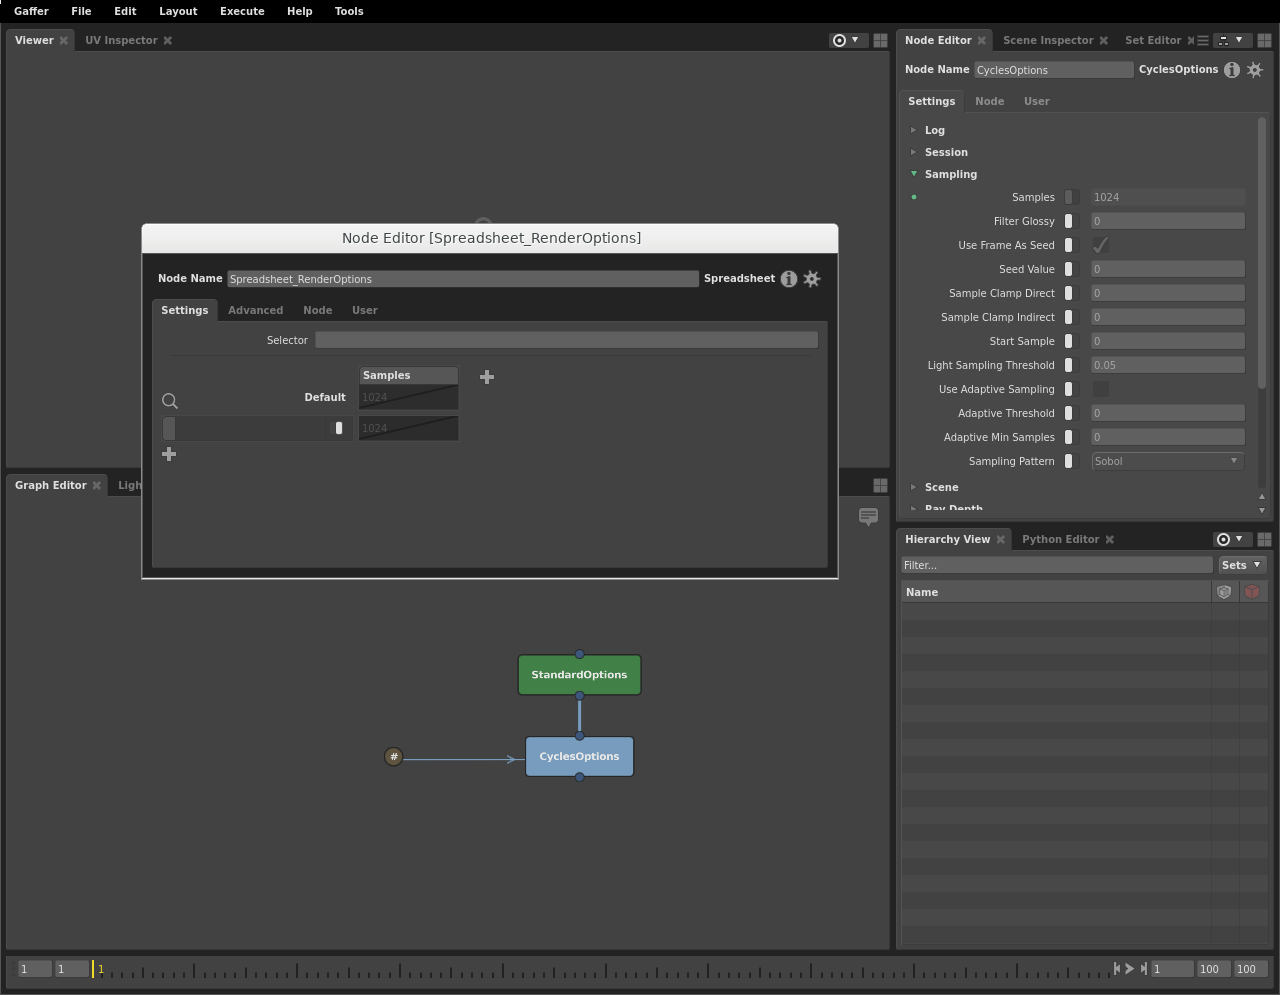 Gaffer File Edit Layout Execute Help Tools
Viewer UV Inspector
Node Editor Scene Inspector Set Editor
Node Name CyclesOptions CyclesOptions
Settings Node User
Log
Session
Sampling
Samples 1024
Filter Glossy 0
Use Frame As Seed
Seed Value 0
Sample Clamp Direct 0
Sample Clamp Indirect 0
Start Sample 0
Light Sampling Threshold 0.05
Use Adaptive Sampling
Adaptive Threshold 0
Adaptive Min Samples 0
Sampling Pattern Sobol
Scene
Ray Depth
Node Editor [Spreadsheet_RenderOptions]
Node Name Spreadsheet_RenderOptions Spreadsheet
Settings Advanced Node User
Selector
Samples
Default 1024
1024
Graph Editor Ligh
StandardOptions
# CyclesOptions
Hierarchy View Python Editor
Filter... Sets
Name
1 1 1 1 100 100